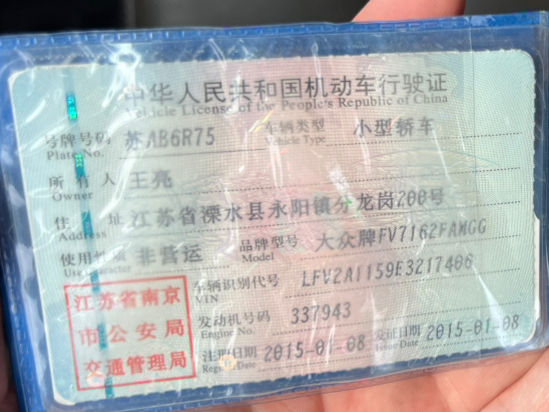 中华人民共和国机动车行驶证
Vehicle License of the People's Republic of China
号牌号码 苏AB6R75 车辆类型 小型轿车
Plate No. Vehicle Type
所有人 王亮
Owner
住址 江苏省溧水县永阳镇分龙岗200号
Address
使用性质 非营运 品牌型号 大众牌FV7162FAMGG
Use Character Model
车辆识别代号 LFV2A1159E3217466
VIN
发动机号码 337943
Engine No.
注册日期 2015-01-08 发证日期 2015-01-08
Register Date Issue Date
江苏省南京
市公安局
交通管理局